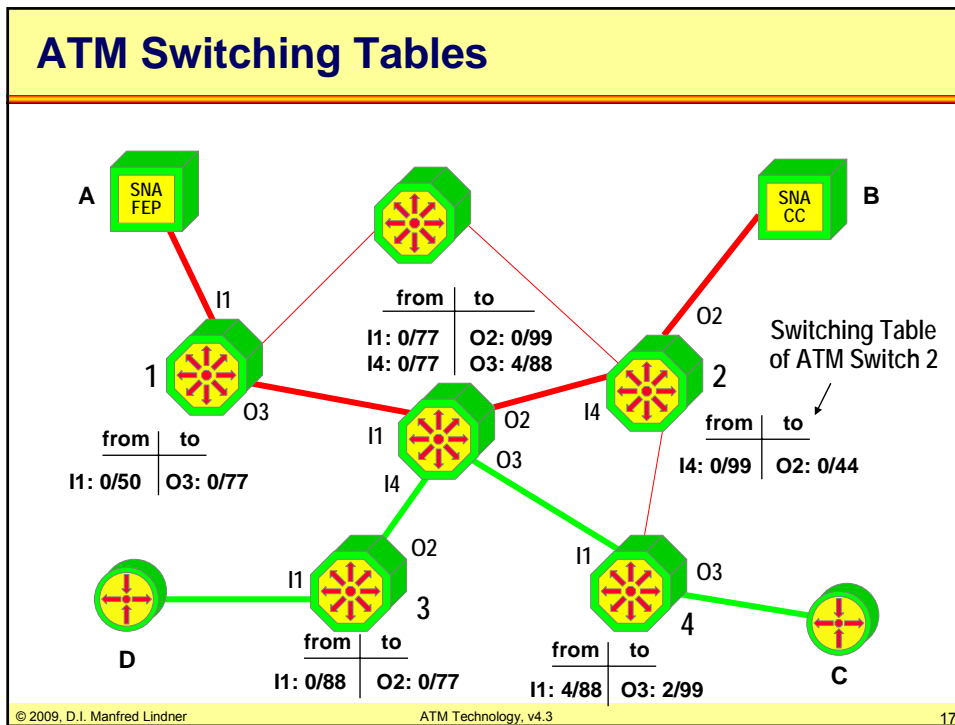 ATM Switching Tables
A
SNA
FEP
SNA
CC
B
I1
from to
I1: 0/77 O2: 0/99
I4: 0/77 O3: 4/88
O2
Switching Table
of ATM Switch 2
1
2
O3
I1
O2
I4
O3
from to
I4: 0/99 O2: 0/44
from to
I1: 0/50 O3: 0/77
I4
O2
I1
I1
O3
3
4
D
C
from to
I1: 0/88 O2: 0/77
from to
I1: 4/88 O3: 2/99
© 2009, D.I. Manfred Lindner ATM Technology, v4.3 17